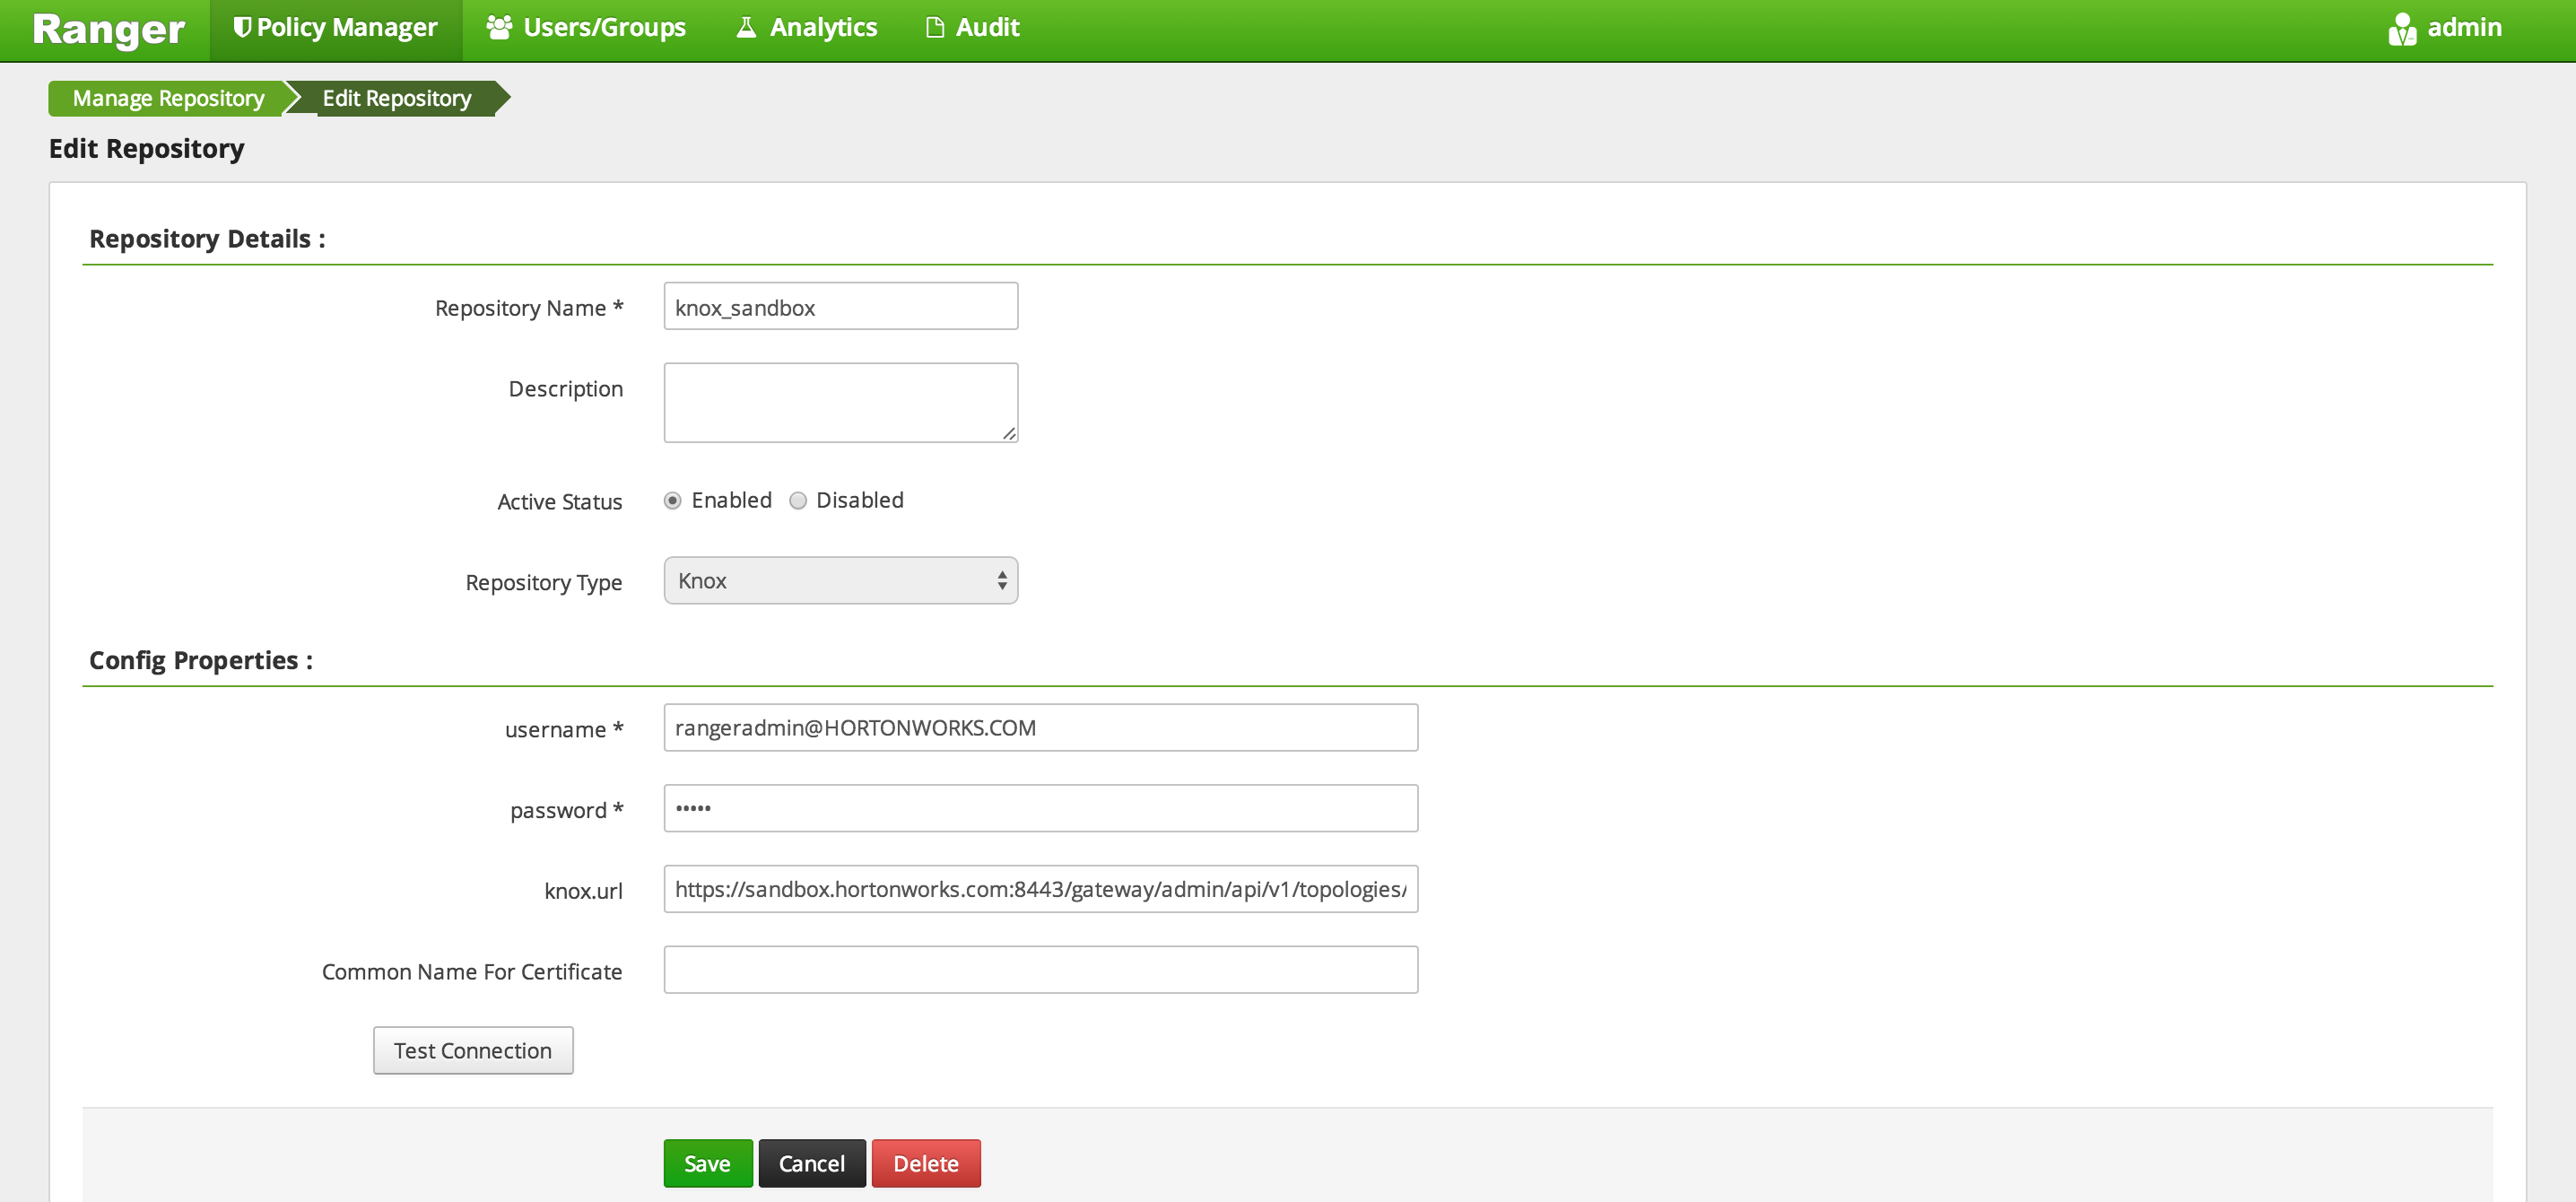 Ranger Policy Manager Users/Groups Analytics Audit admin
Manage Repository Edit Repository
Edit Repository
Repository Details :
Repository Name * knox_sandbox
Description
Active Status Enabled Disabled
Repository Type Knox
Config Properties :
username * rangeradmin@HORTONWORKS.COM
password * •••••
knox.url https://sandbox.hortonworks.com:8443/gateway/admin/api/v1/topologies/
Common Name For Certificate
Test Connection
Save Cancel Delete